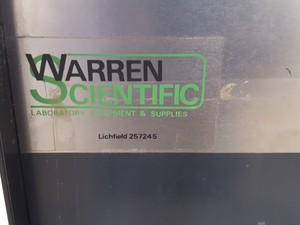 WARREN
SCIENTIFIC
LABORATORY EQUIPMENT & SUPPLIES
Lichfield 257245